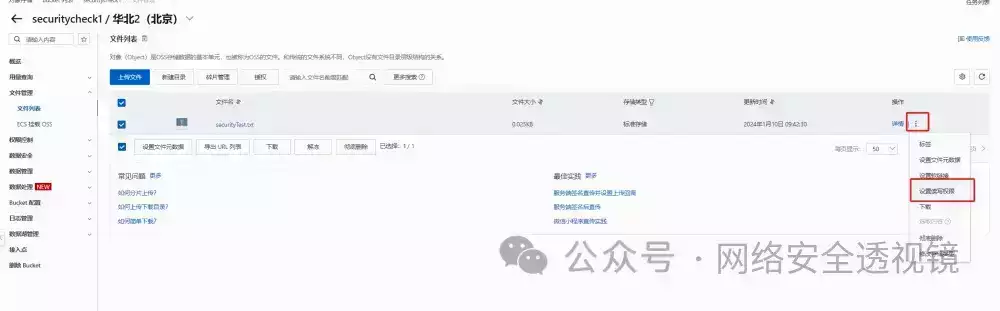 securitycheck1 / 华北2（北京）
任务列表
请输入内容
文件列表
使用反馈
概览
对象（Object）是OSS存储数据的基本单元，也被称为OSS的文件。和传统的文件系统不同，Object没有文件目录层级结构的关系。
用量查询
上传文件 新建目录 碎片管理 授权 请输入文件名前缀匹配 更多搜索
文件管理
文件名 文件大小 存储类型 更新时间 操作
文件列表
securityTest.txt 0.025KB 标准存储 2024年1月10日 09:42:30 详情
ECS 挂载 OSS
权限控制
设置文件元数据 导出 URL 列表 下载 解冻 彻底删除 已选择: 1 / 1
每页显示: 50
标签
数据安全
设置文件元数据
数据管理
常见问题 更多 最佳实践 更多
设置软链接
数据处理 NEW
如何分片上传? 服务端签名直传并设置上传回调
设置读写权限
Bucket 配置
如何上传下载目录? 服务端签名后直传
下载
日志管理
如何简单下载? 微信小程序直传实践
数据湖管理
彻底删除
接入点
删除 Bucket
公众号 · 网络安全透视镜